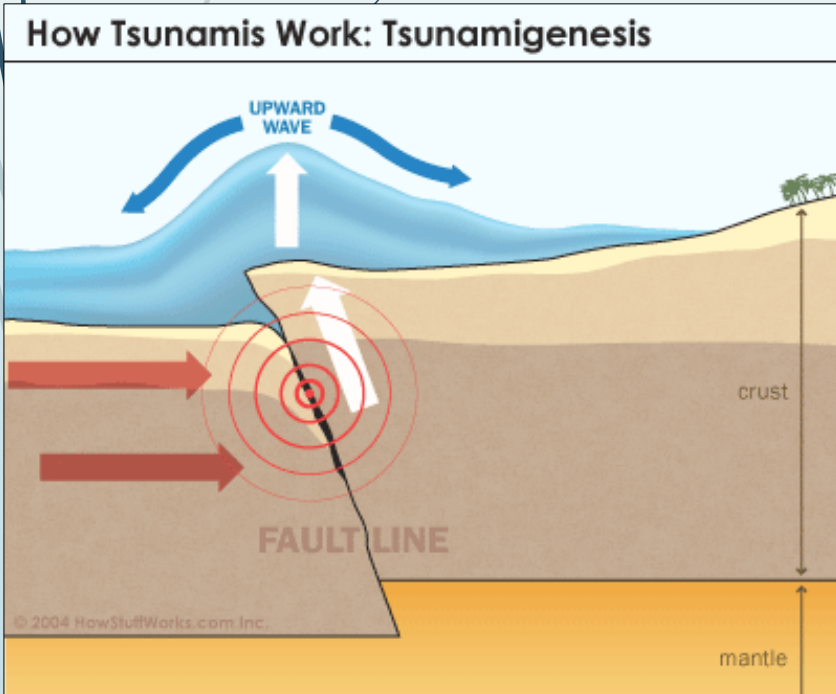 How Tsunamis Work: Tsunamigenesis
UPWARD
WAVE
crust
FAULT LINE
© 2004 HowStuffWorks.com Inc.
mantle